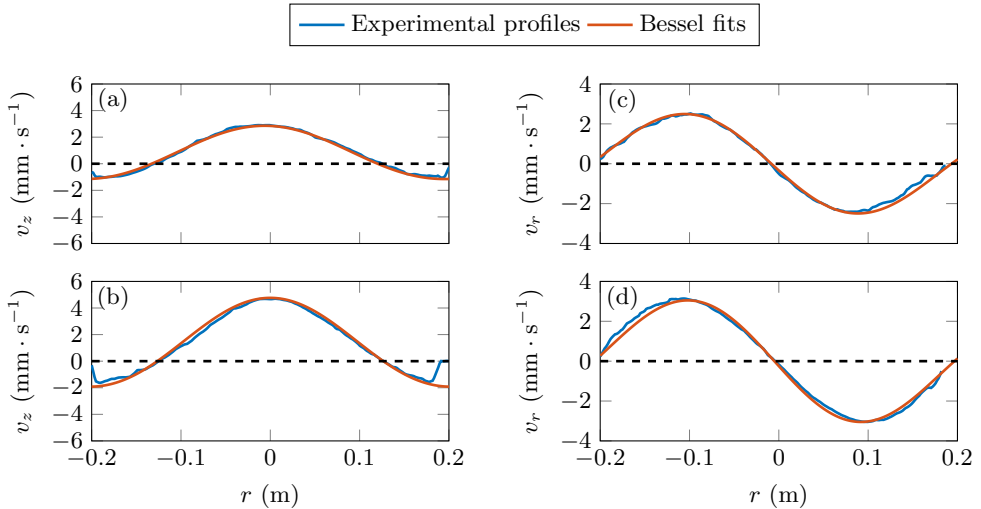 Experimental profiles Bessel fits
(a)
6
4
2
0
−2
−4
−6
v_z (mm · s⁻¹)
(c)
4
2
0
−2
−4
v_r (mm · s⁻¹)
(b)
6
4
2
0
−2
−4
−6
v_z (mm · s⁻¹)
−0.2 −0.1 0 0.1 0.2
r (m)
(d)
4
2
0
−2
−4
v_r (mm · s⁻¹)
−0.2 −0.1 0 0.1 0.2
r (m)